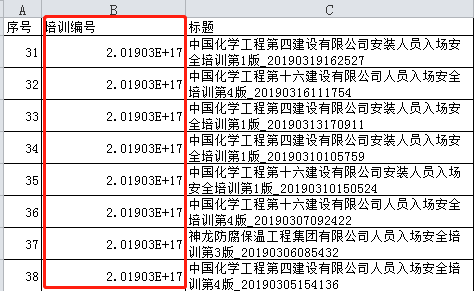 A B C
序号 培训编号 标题
31 2.01903E+17 中国化学工程第四建设有限公司安装人员入场安
全培训第1版_20190319162527
32 2.01903E+17 中国化学工程第十六建设有限公司人员入场安全
培训第4版_20190316111754
33 2.01903E+17 中国化学工程第四建设有限公司安装人员入场安
全培训第1版_20190313170911
34 2.01903E+17 中国化学工程第四建设有限公司安装人员入场安
全培训第1版_20190310105759
35 2.01903E+17 中国化学工程第十六建设有限公司安装人员入场
安全培训第1版_20190310150524
36 2.01903E+17 中国化学工程第十六建设有限公司人员入场安全
培训第4版_20190307092422
37 2.01903E+17 神龙防腐保温工程集团有限公司人员入场安全培
训第3版_20190306085432
38 2.01903E+17 中国化学工程第四建设有限公司人员入场安全培
训第4版_20190305154136